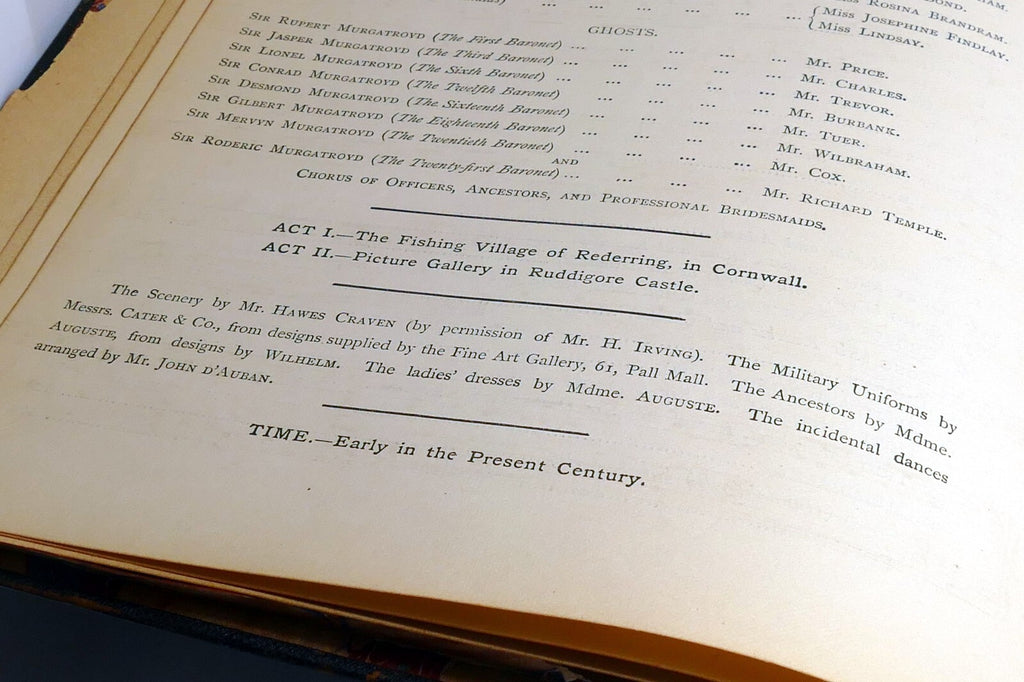 ... ... ... Miss Rosina Brandram.
Miss Josephine Findlay.
Miss Lindsay.
GHOSTS.
Sir Rupert Murgatroyd (The First Baronet) ... ... ... ... ... Mr. Price.
Sir Jasper Murgatroyd (The Third Baronet) ... ... ... ... Mr. Charles.
Sir Lionel Murgatroyd (The Sixth Baronet) ... ... ... ... Mr. Trevor.
Sir Conrad Murgatroyd (The Twelfth Baronet) ... ... ... ... Mr. Burbank.
Sir Desmond Murgatroyd (The Sixteenth Baronet) ... ... ... ... Mr. Tuer.
Sir Gilbert Murgatroyd (The Eighteenth Baronet) ... ... ... ... Mr. Wilbraham.
Sir Mervyn Murgatroyd (The Twentieth Baronet) ... ... ... ... Mr. Cox.
AND
Sir Roderic Murgatroyd (The Twenty-first Baronet) ... ... ... ... Mr. Richard Temple.
Chorus of Officers, Ancestors, and Professional Bridesmaids.
ACT I.—The Fishing Village of Rederring, in Cornwall.
ACT II.—Picture Gallery in Ruddigore Castle.
The Scenery by Mr. Hawes Craven (by permission of Mr. H. Irving). The Military Uniforms by
Messrs. Cater & Co., from designs supplied by the Fine Art Gallery, 61, Pall Mall. The Ancestors by Mdme.
Auguste, from designs by Wilhelm. The ladies' dresses by Mdme. Auguste. The incidental dances
arranged by Mr. John D'Auban.
TIME.—Early in the Present Century.